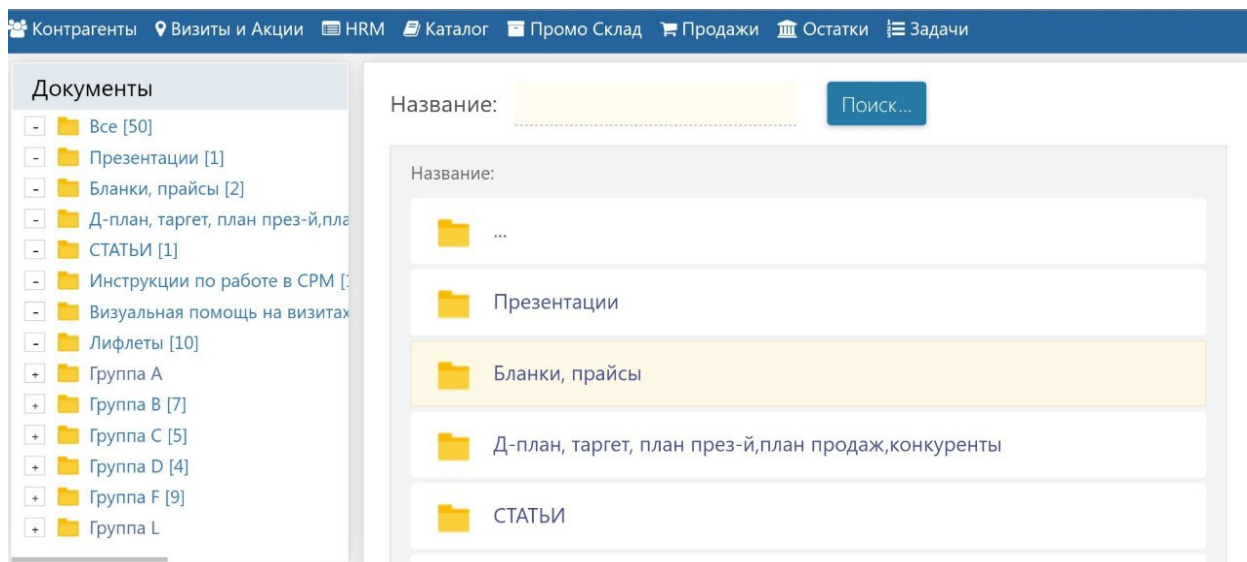 Контрагенты Визиты и Акции HRM Каталог Промо Склад Продажи Остатки Задачи
Документы
- Все [50]
- Презентации [1]
- Бланки, прайсы [2]
- Д-план, таргет, план през-й,пла
- СТАТЬИ [1]
- Инструкции по работе в СРМ [
- Визуальная помощь на визитах
- Лифлеты [10]
+ Группа A
+ Группа B [7]
+ Группа C [5]
+ Группа D [4]
+ Группа F [9]
+ Группа L
Название: Поиск...
Название:
...
Презентации
Бланки, прайсы
Д-план, таргет, план през-й,план продаж,конкуренты
СТАТЬИ